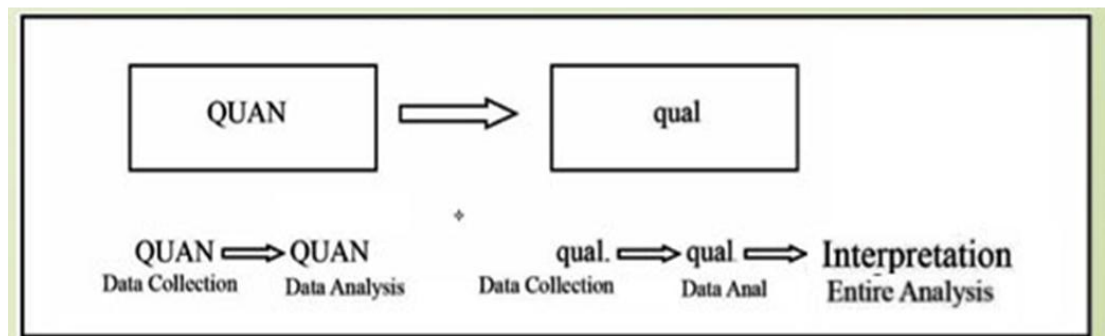 QUAN qual
QUAN QUAN qual. qual Interpretation
Data Collection Data Analysis Data Collection Data Anal Entire Analysis